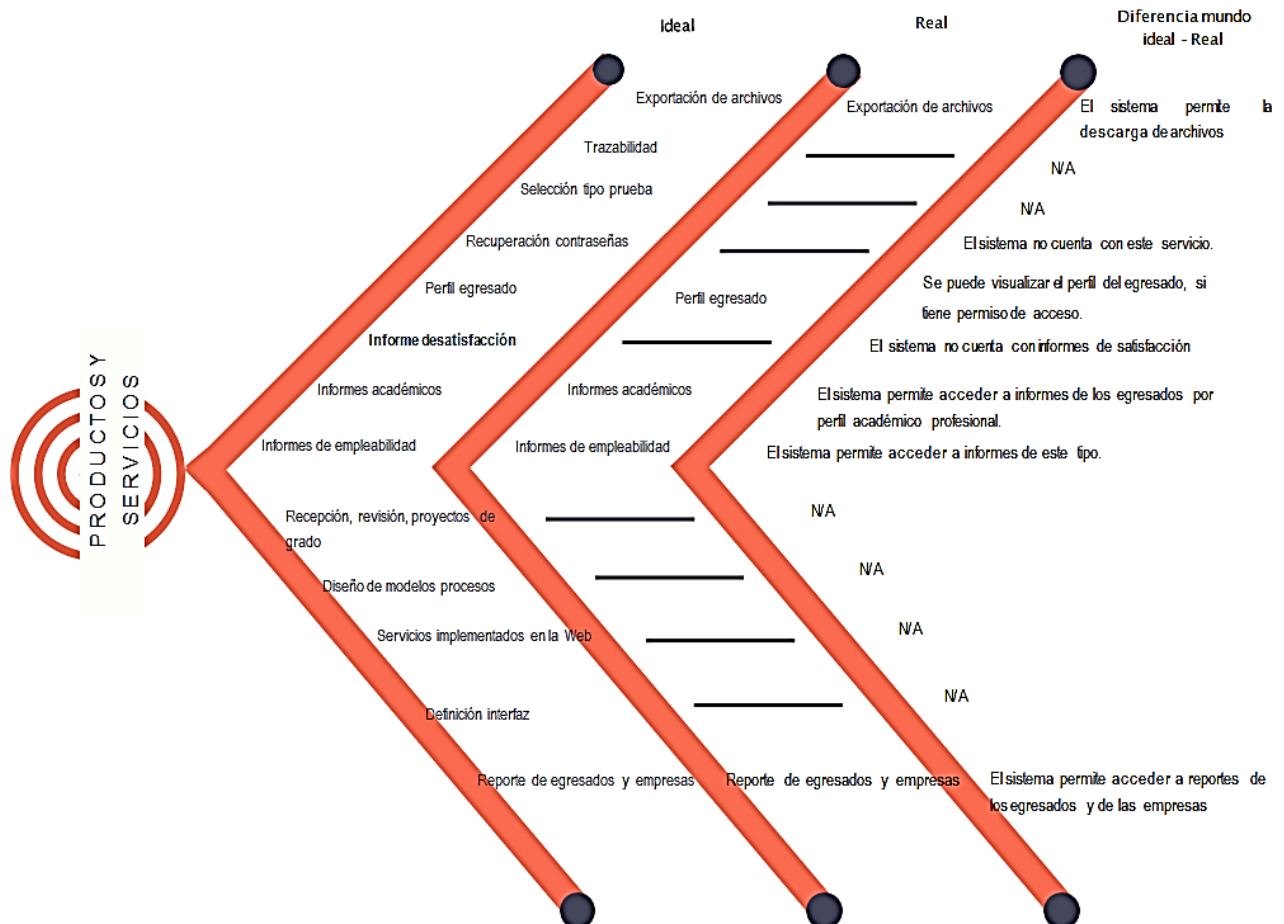 Ideal
Real
Diferencia mundo
ideal - Real
Exportación de archivos
Exportación de archivos
El sistema permite la
descarga de archivos
Trazabilidad
N/A
Selección tipo prueba
N/A
Recuperación contraseñas
El sistema no cuenta con este servicio.
Perfil egresado
Perfil egresado
Se puede visualizar el perfil del egresado, si
tiene permiso de acceso.
Informe desatisfacción
El sistema no cuenta con informes de satisfacción
Informes académicos
Informes académicos
El sistema permite acceder a informes de los egresados por
perfil académico profesional.
Informes de empleabilidad
Informes de empleabilidad
El sistema permite acceder a informes de este tipo.
PRODUCTOS Y
SERVICIOS
Recepción, revisión, proyectos de
grado
N/A
Diseño de modelos procesos
N/A
Servicios implementados en la Web
N/A
Definición interfaz
N/A
Reporte de egresados y empresas
Reporte de egresados y empresas
El sistema permite acceder a reportes de
los egresados y de las empresas